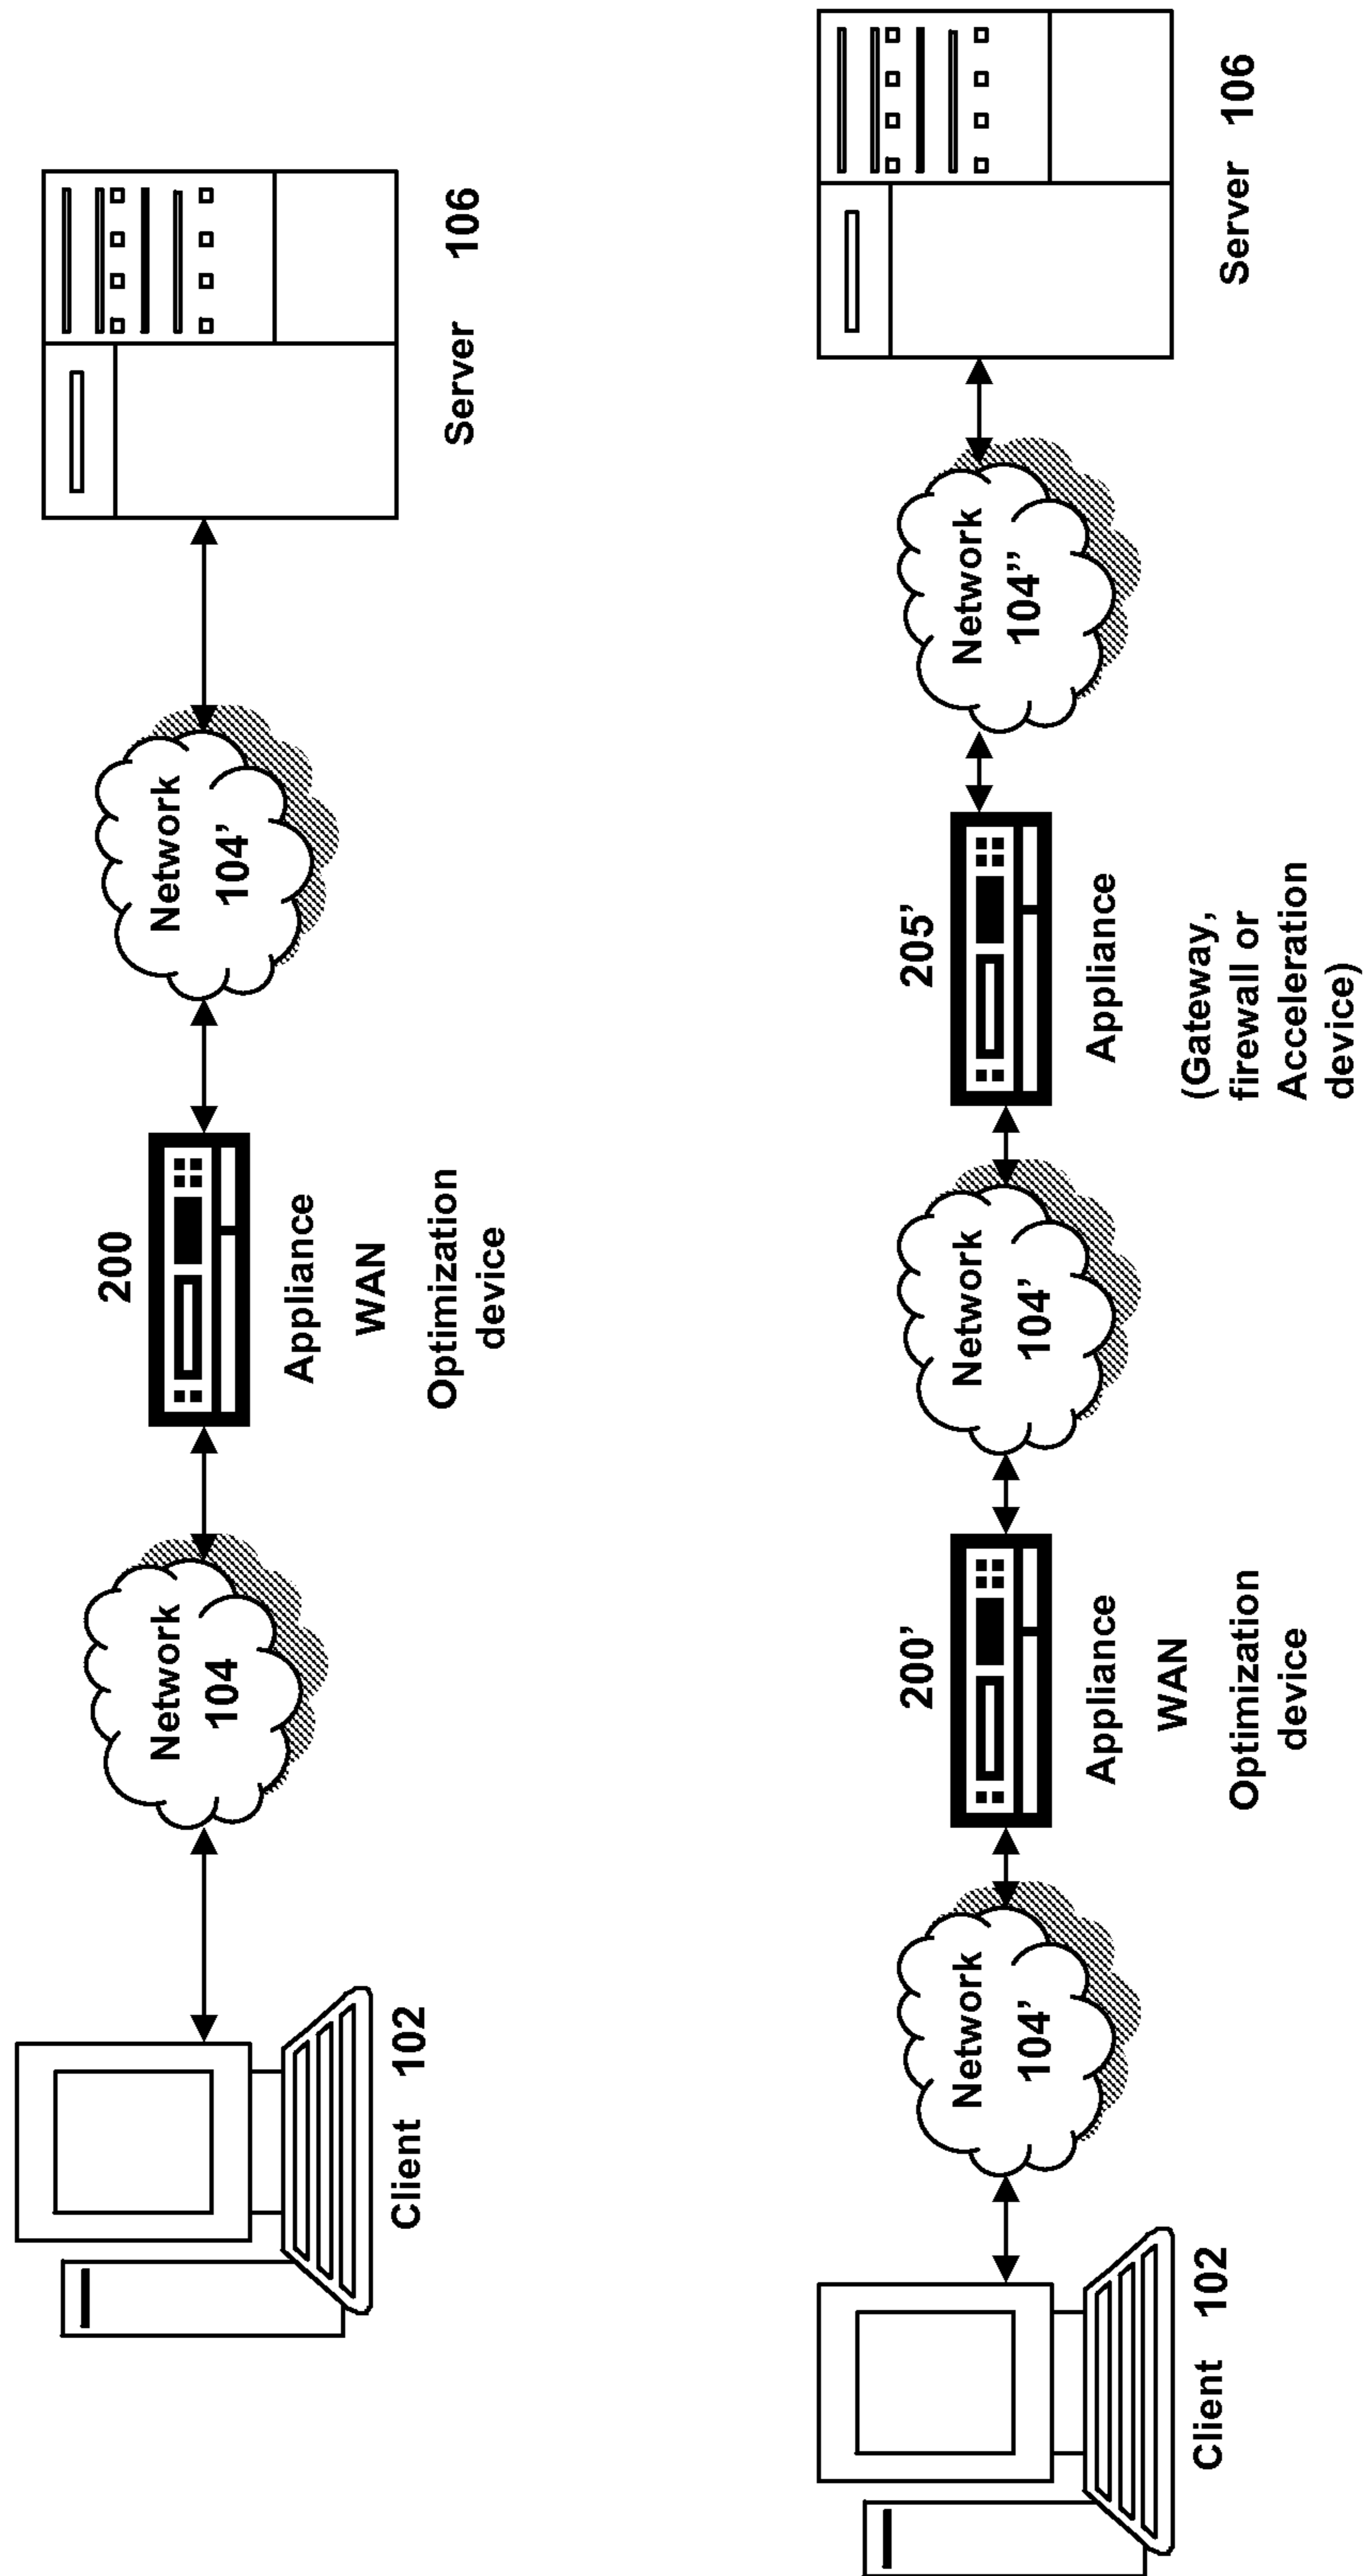 Client 102
Network
104
200
Appliance
WAN
Optimization
device
Network
104’
Server 106
Client 102
Network
104’
200’
Appliance
WAN
Optimization
device
Network
104’
205’
Appliance
(Gateway,
firewall or
Acceleration
device)
Network
104’’
Server 106